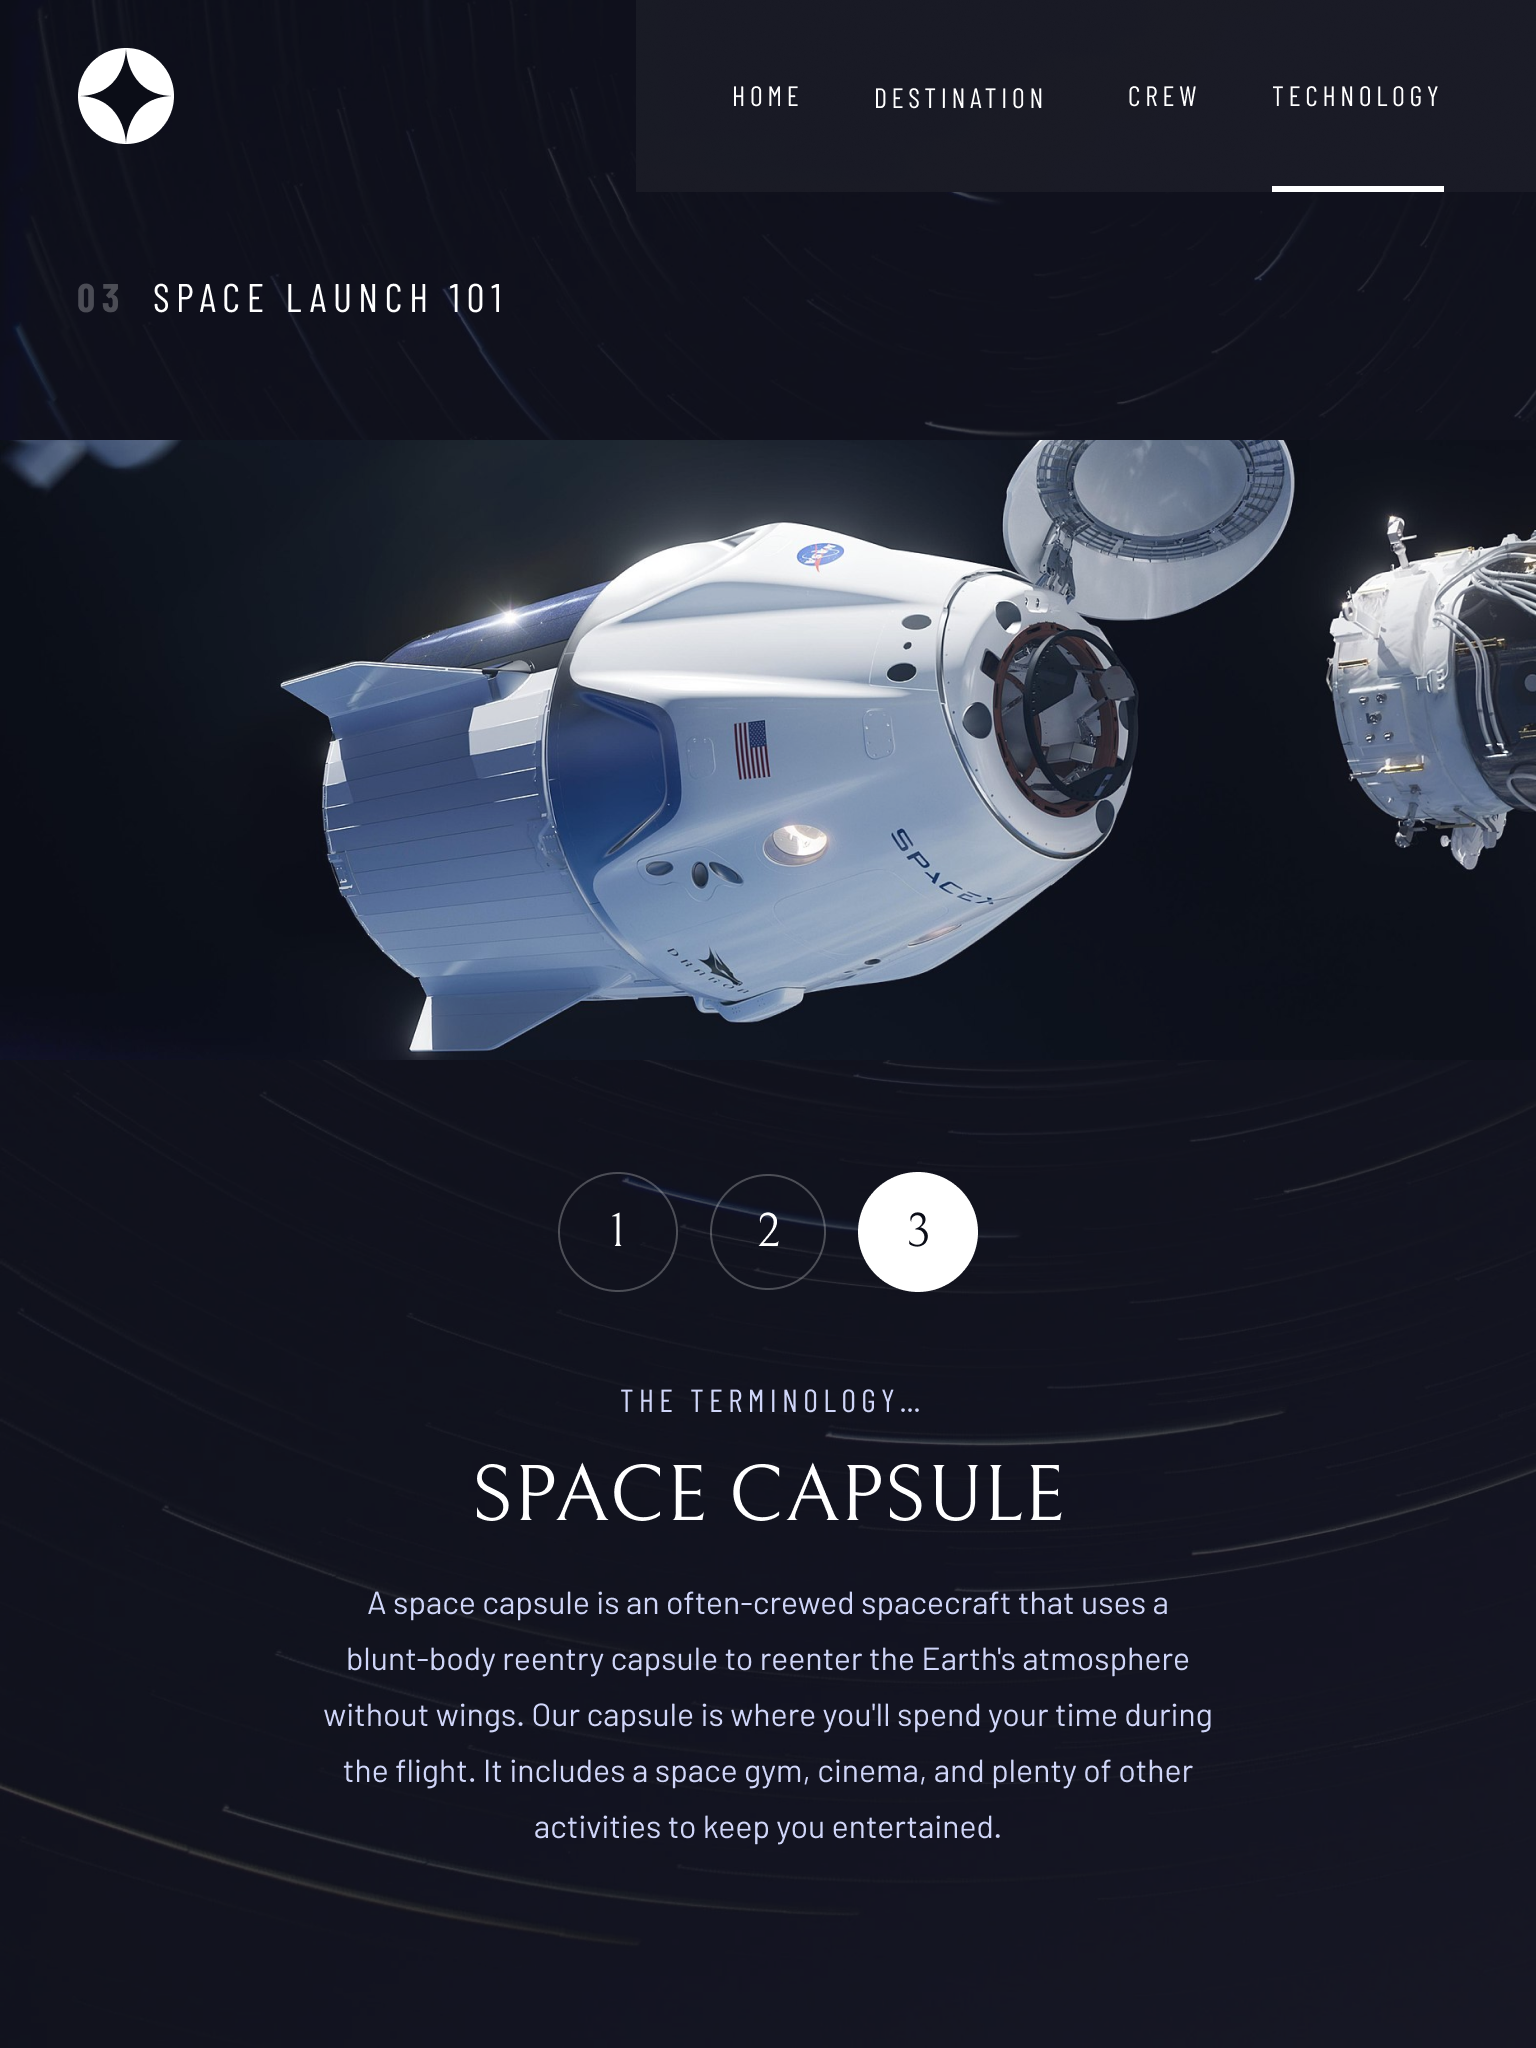 HOME DESTINATION CREW TECHNOLOGY
03 SPACE LAUNCH 101
NASA
SPACEX
DRAGON
1 2 3
THE TERMINOLOGY...
SPACE CAPSULE
A space capsule is an often-crewed spacecraft that uses a
blunt-body reentry capsule to reenter the Earth's atmosphere
without wings. Our capsule is where you'll spend your time during
the flight. It includes a space gym, cinema, and plenty of other
activities to keep you entertained.